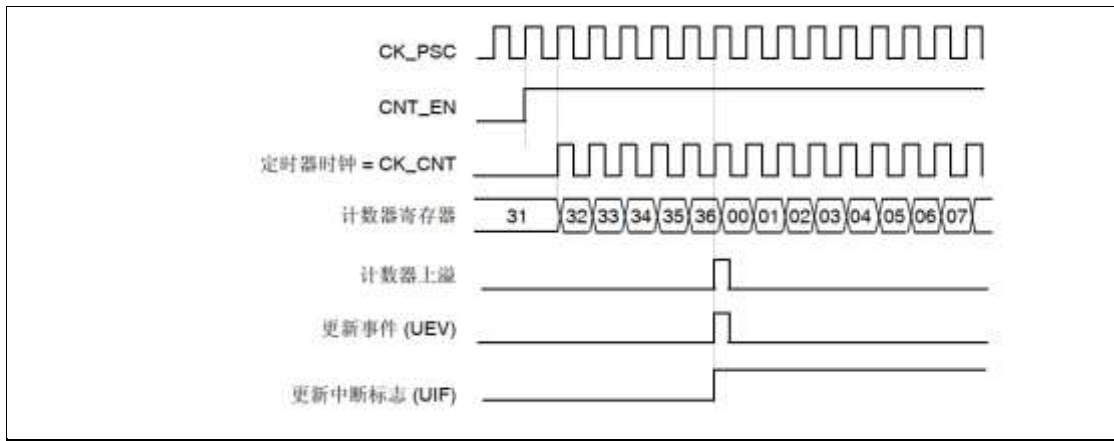 CK_PSC
CNT_EN
定时器时钟 = CK_CNT
计数器寄存器 31 32 33 34 35 36 00 01 02 03 04 05 06 07
计数器上溢
更新事件 (UEV)
更新中断标志 (UIF)